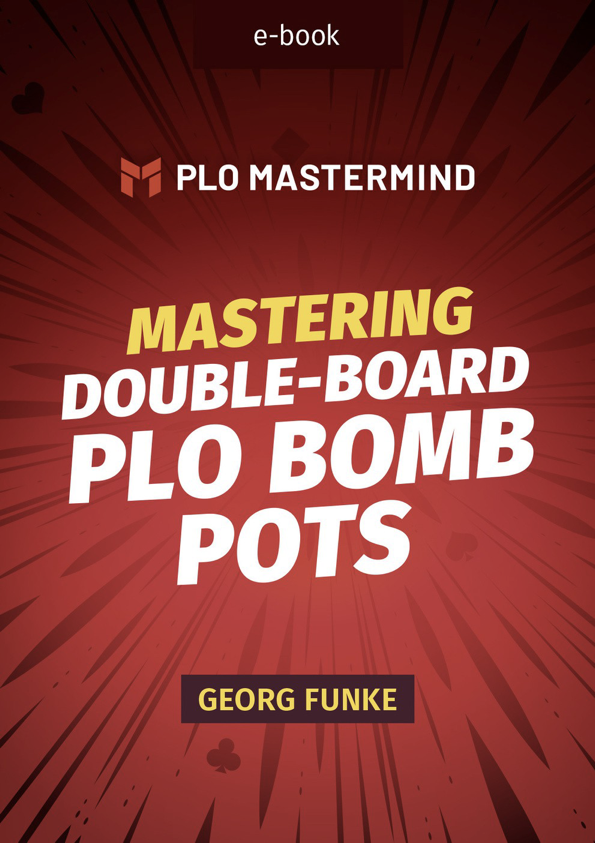 e-book
PLO MASTERMIND
MASTERING
DOUBLE-BOARD
PLO BOMB
POTS
GEORG FUNKE